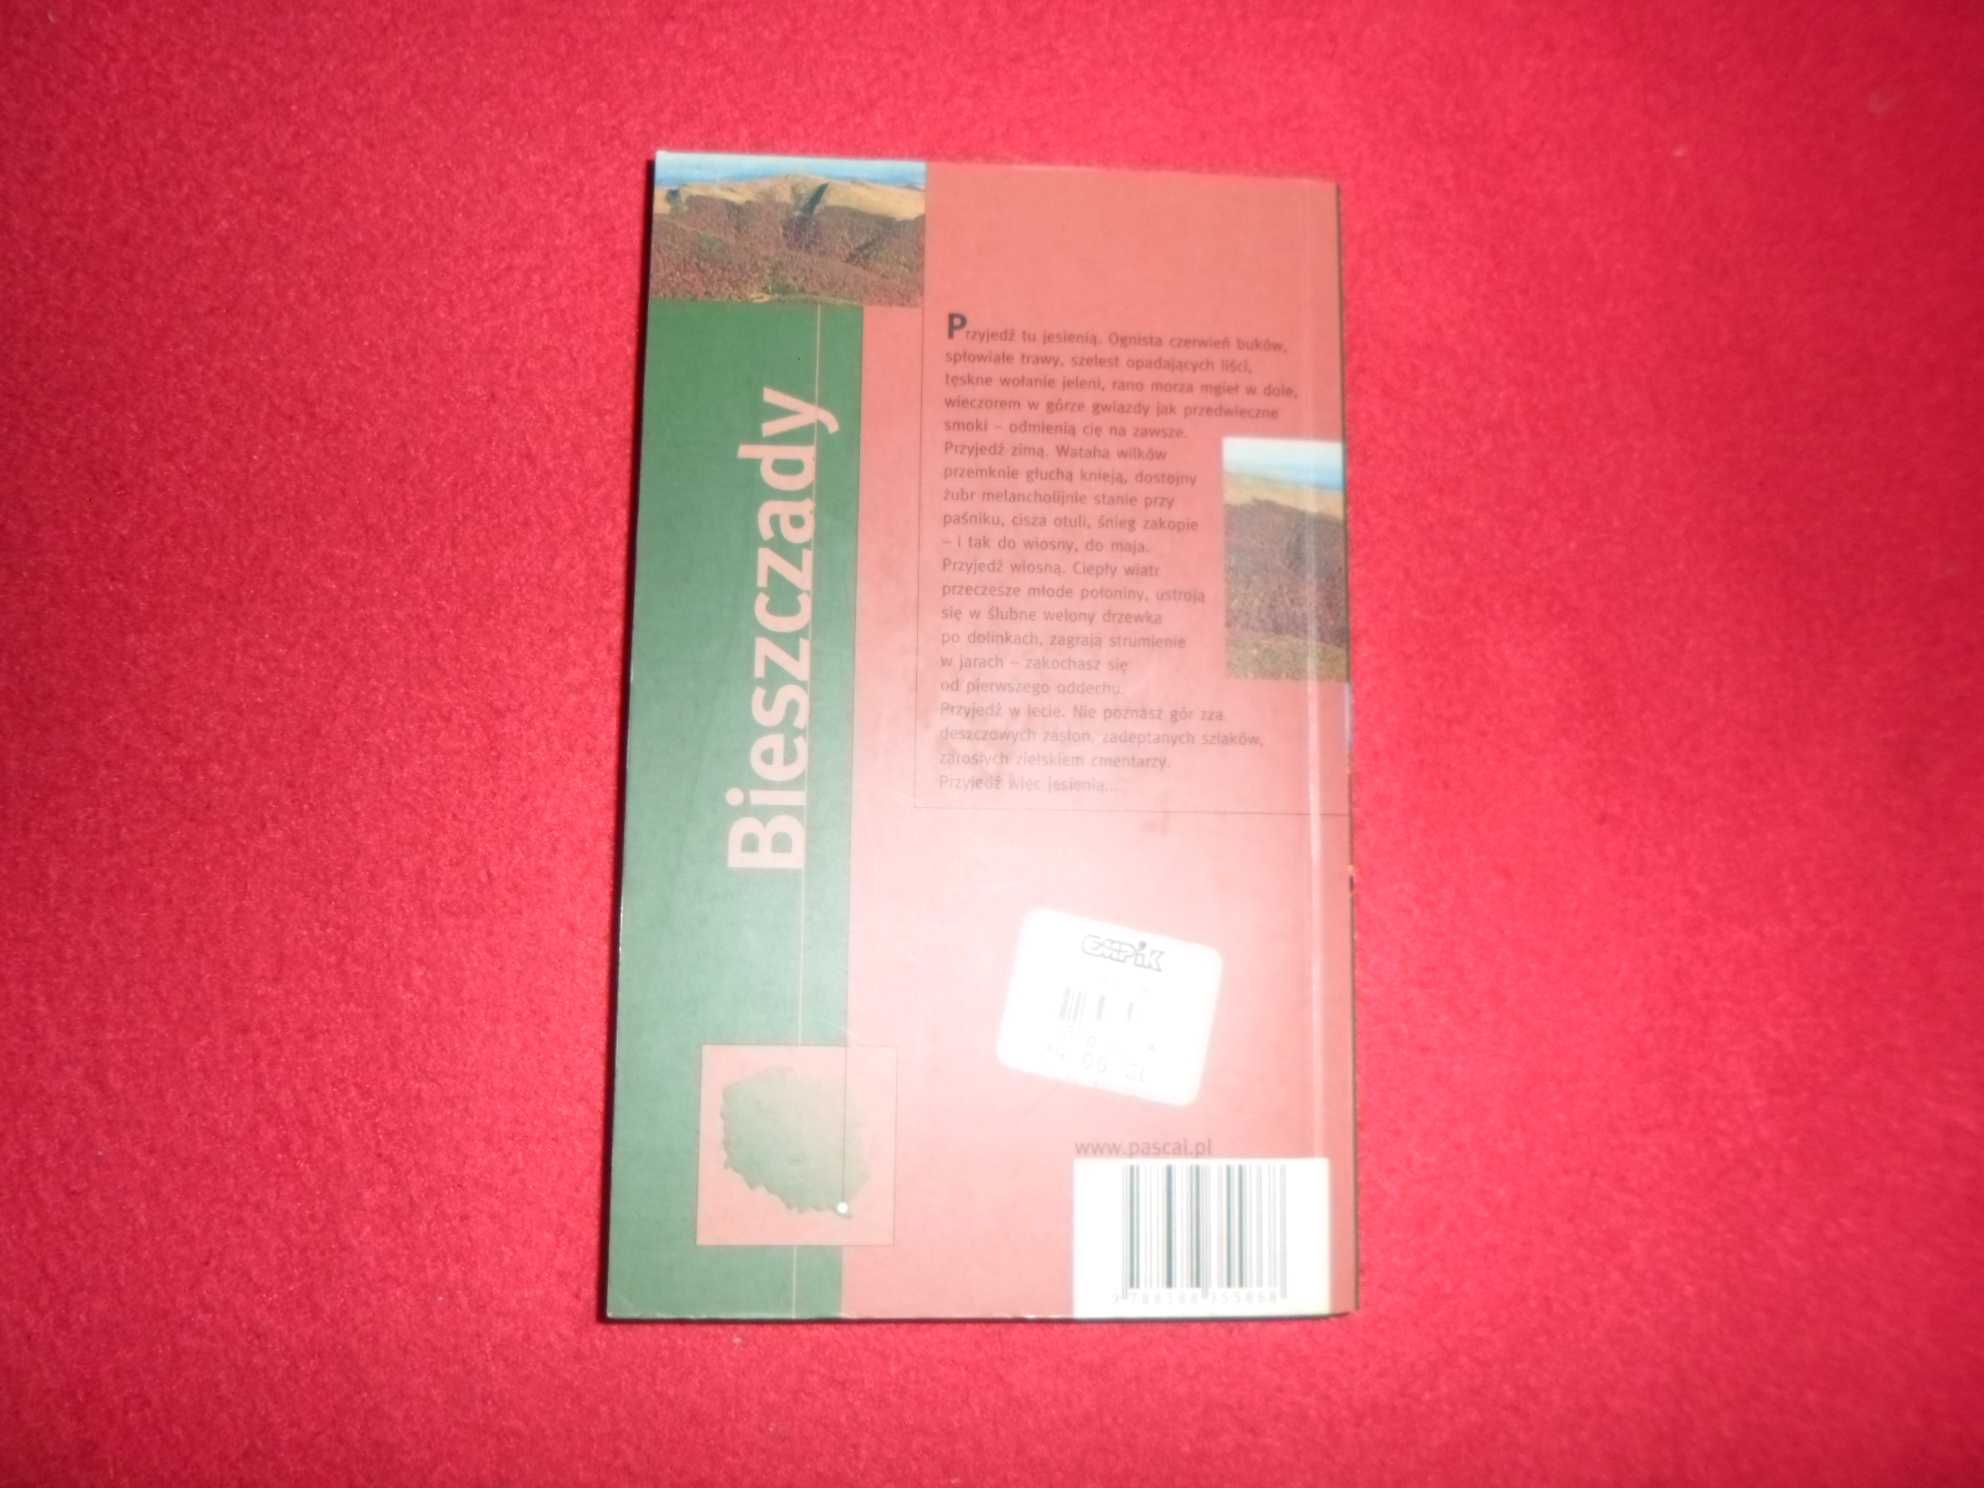 Bieszczady
Przyjedź tu jesienią. Ognista czerwień buków,
spłowiałe trawy, szelest opadających liści,
tęskne wołanie jeleni, rano morza mgieł w dole,
wieczorem w górze gwiazdy jak przedwieczne
smoki – odmienią cię na zawsze.
Przyjedź zimą. Wataha wilków
przemknie głuchą knieją, dostojny
żubr melancholijnie stanie przy
paśniku, cisza otuli, śnieg zakopie
– i tak do wiosny, do maja.
Przyjedź wiosną. Ciepły wiatr
przeczesze młode połoniny, ustroją
się w ślubne welony drzewka
po dolinkach, zagrają strumienie
w jarach – zakochasz się
od pierwszego oddechu.
Przyjedź w lecie. Nie poznasz gór zza
deszczowych zasłon, zadeptanych szlaków,
zarosłych zielskiem cmentarzy.
Przyjedź więc jesienią...
empik
www.pascal.pl